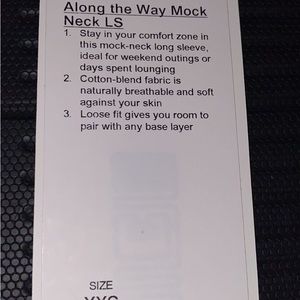 Along the Way Mock
Neck LS
1. Stay in your comfort zone in
this mock-neck long sleeve,
ideal for weekend outings or
days spent lounging
2. Cotton-blend fabric is
naturally breathable and soft
against your skin
3. Loose fit gives you room to
pair with any base layer
SIZE